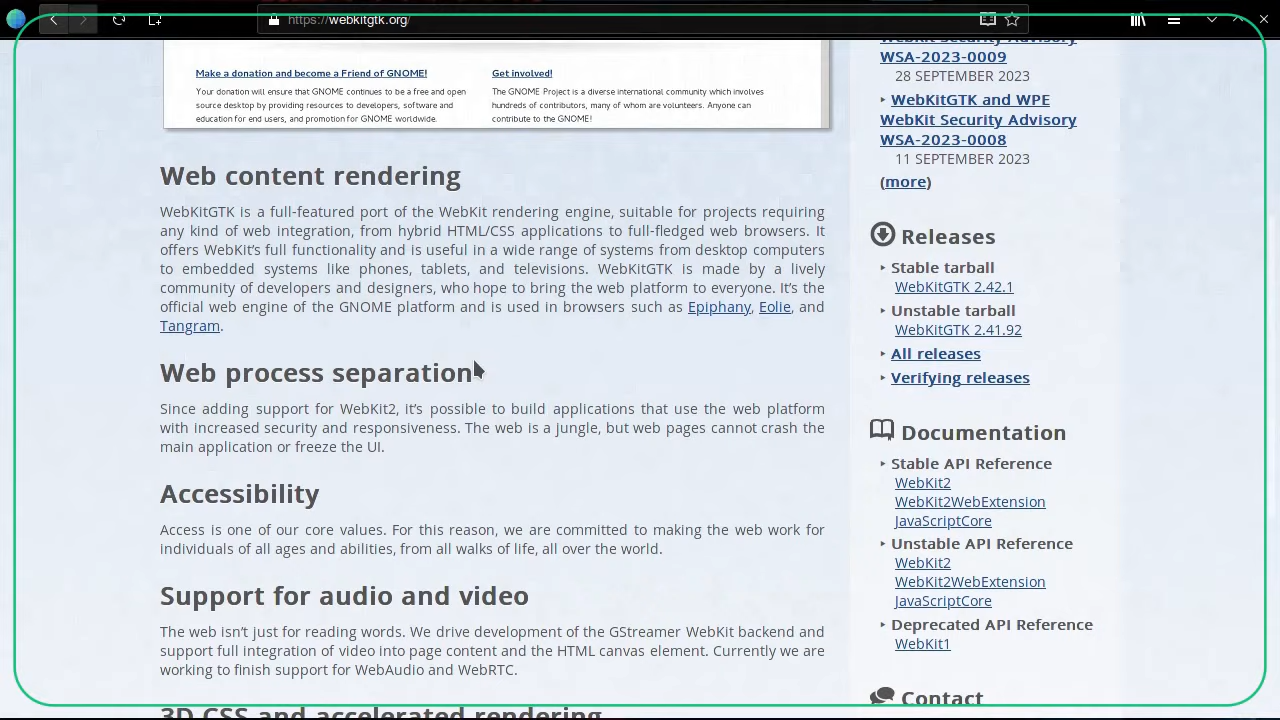 https://webkitgtk.org/
Make a donation and become a Friend of GNOME!
Your donation will ensure that GNOME continues to be a free and open
source desktop by providing resources to developers, software and
education for end users, and promotion for GNOME worldwide.
Get involved!
The GNOME Project is a diverse international community which involves
hundreds of contributors, many of whom are volunteers. Anyone can
contribute to the GNOME!
Web content rendering
WebKitGTK is a full-featured port of the WebKit rendering engine, suitable for projects requiring
any kind of web integration, from hybrid HTML/CSS applications to full-fledged web browsers. It
offers WebKit’s full functionality and is useful in a wide range of systems from desktop computers
to embedded systems like phones, tablets, and televisions. WebKitGTK is made by a lively
community of developers and designers, who hope to bring the web platform to everyone. It’s the
official web engine of the GNOME platform and is used in browsers such as Epiphany, Eolie, and
Tangram.
Web process separation
Since adding support for WebKit2, it’s possible to build applications that use the web platform
with increased security and responsiveness. The web is a jungle, but web pages cannot crash the
main application or freeze the UI.
Accessibility
Access is one of our core values. For this reason, we are committed to making the web work for
individuals of all ages and abilities, from all walks of life, all over the world.
Support for audio and video
The web isn’t just for reading words. We drive development of the GStreamer WebKit backend and
support full integration of video into page content and the HTML canvas element. Currently we are
working to finish support for WebAudio and WebRTC.
3D CSS and accelerated rendering
WebKit Security Advisory
WSA-2023-0009
28 SEPTEMBER 2023
‣ WebKitGTK and WPE
WebKit Security Advisory
WSA-2023-0008
11 SEPTEMBER 2023
(more)
Releases
‣ Stable tarball
WebKitGTK 2.42.1
‣ Unstable tarball
WebKitGTK 2.41.92
‣ All releases
‣ Verifying releases
Documentation
‣ Stable API Reference
WebKit2
WebKit2WebExtension
JavaScriptCore
‣ Unstable API Reference
WebKit2
WebKit2WebExtension
JavaScriptCore
‣ Deprecated API Reference
WebKit1
Contact